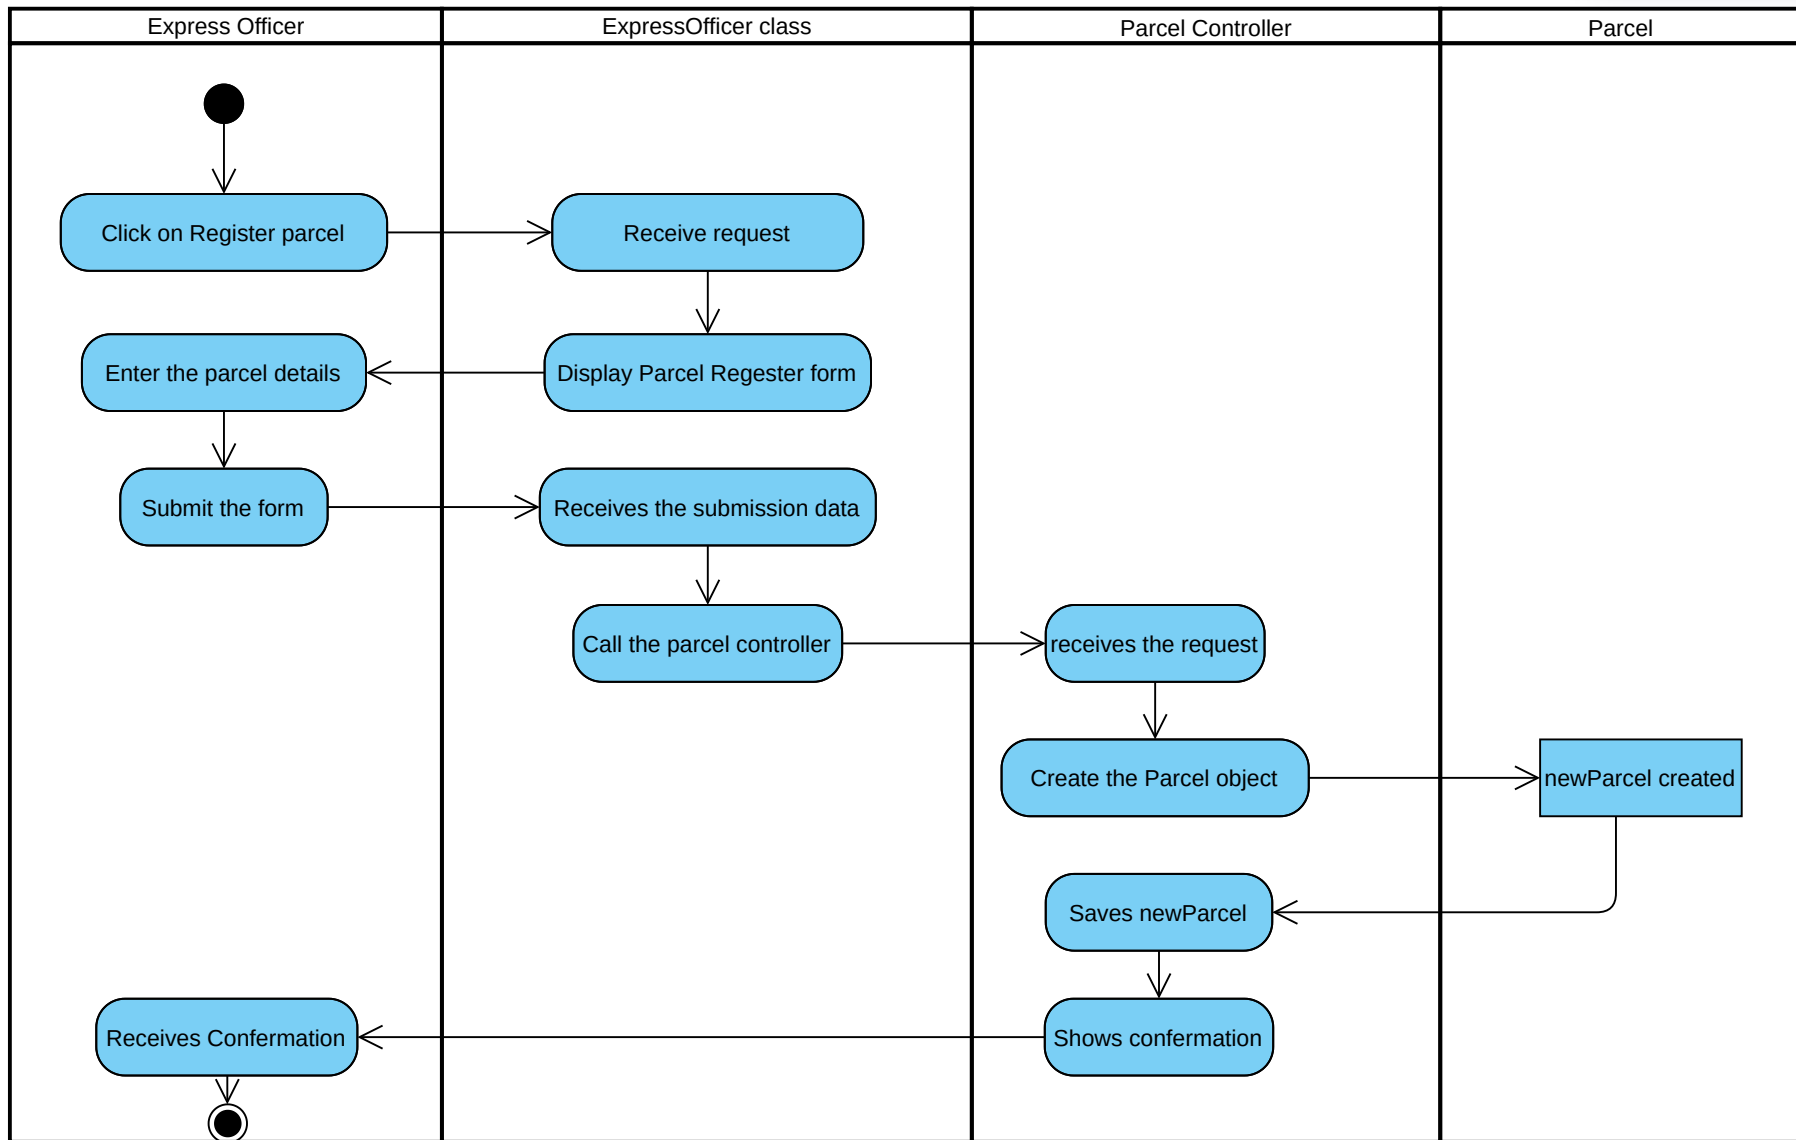 Express Officer
ExpressOfficer class
Parcel Controller
Parcel
Click on Register parcel
Receive request
Enter the parcel details
Display Parcel Regester form
Submit the form
Receives the submission data
Call the parcel controller
receives the request
Create the Parcel object
newParcel created
Saves newParcel
Receives Confermation
Shows confermation